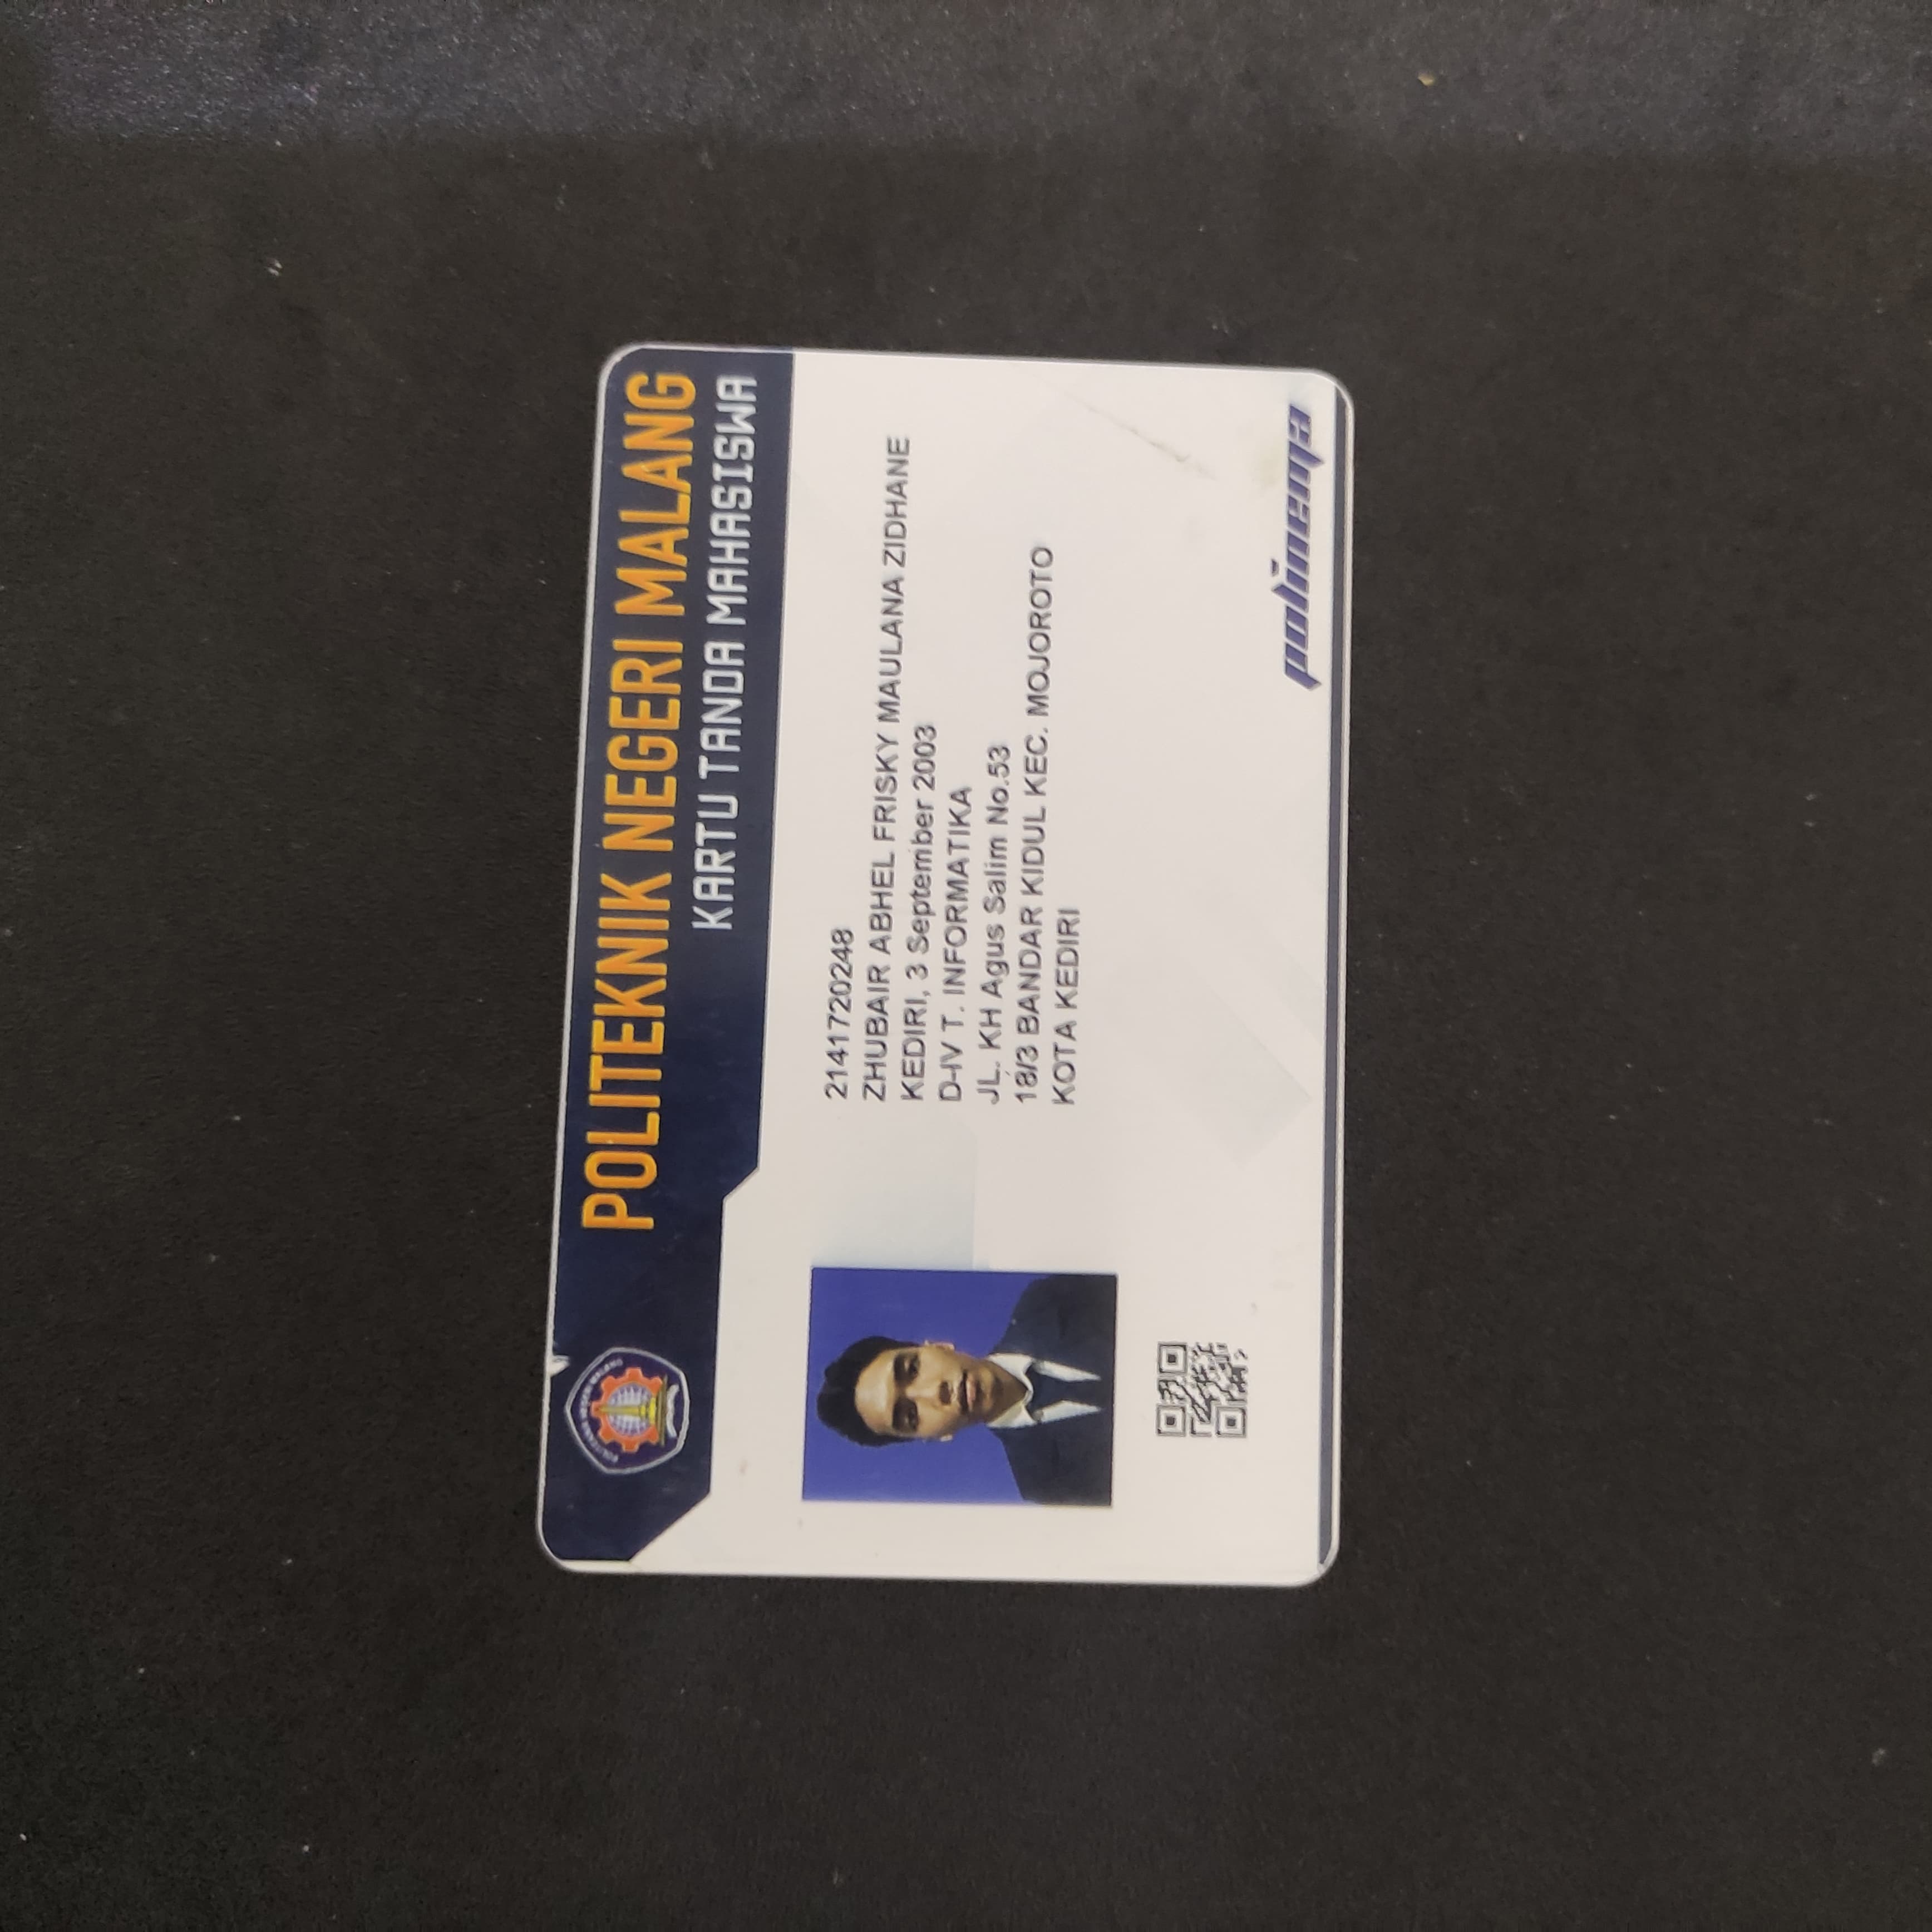 POLITEKNIK NEGERI MALANG
KARTU TANDA MAHASISWA
2141720248
ZHUBAIR ABHEL FRISKY MAULANA ZIDHANE
KEDIRI, 3 September 2003
D-IV T. INFORMATIKA
JL. KH Agus Salim No.53
18/3 BANDAR KIDUL KEC. MOJOROTO
KOTA KEDIRI
polinema